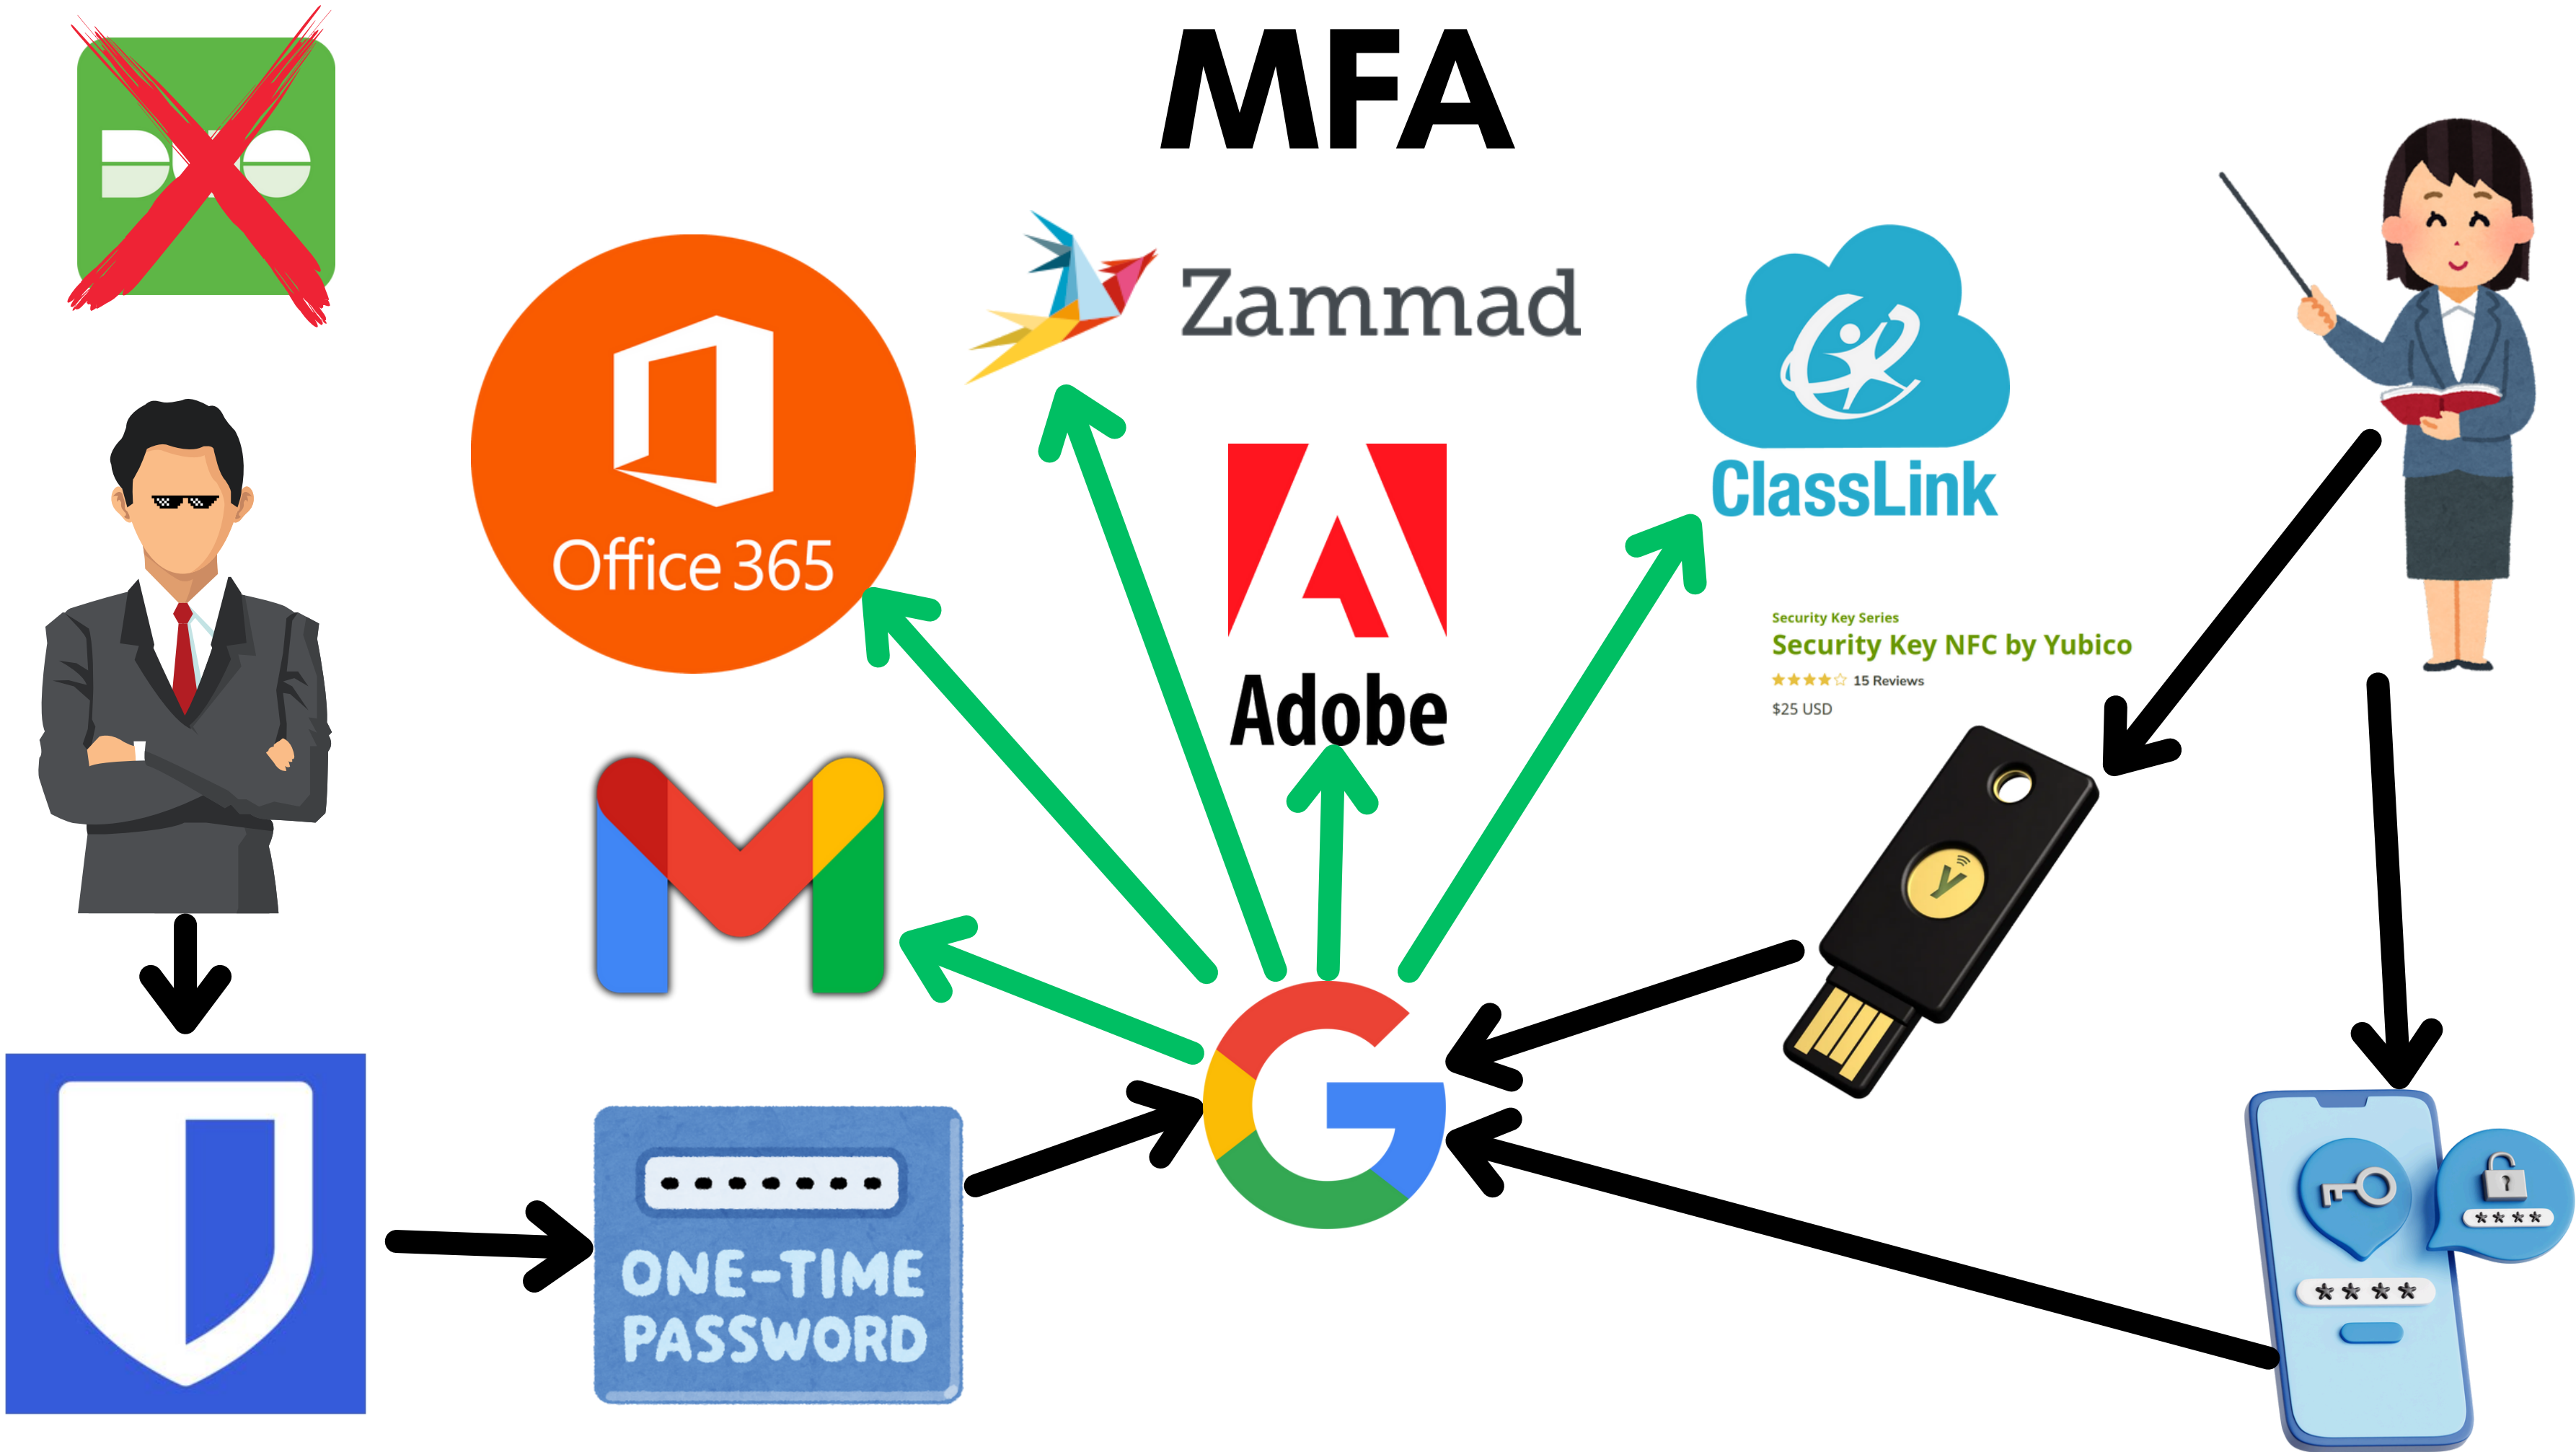 MFA
Zammad
Office 365
Adobe
ClassLink
Security Key Series
Security Key NFC by Yubico
15 Reviews
$25 USD
y
ONE-TIME
PASSWORD
* * * *
* * * *